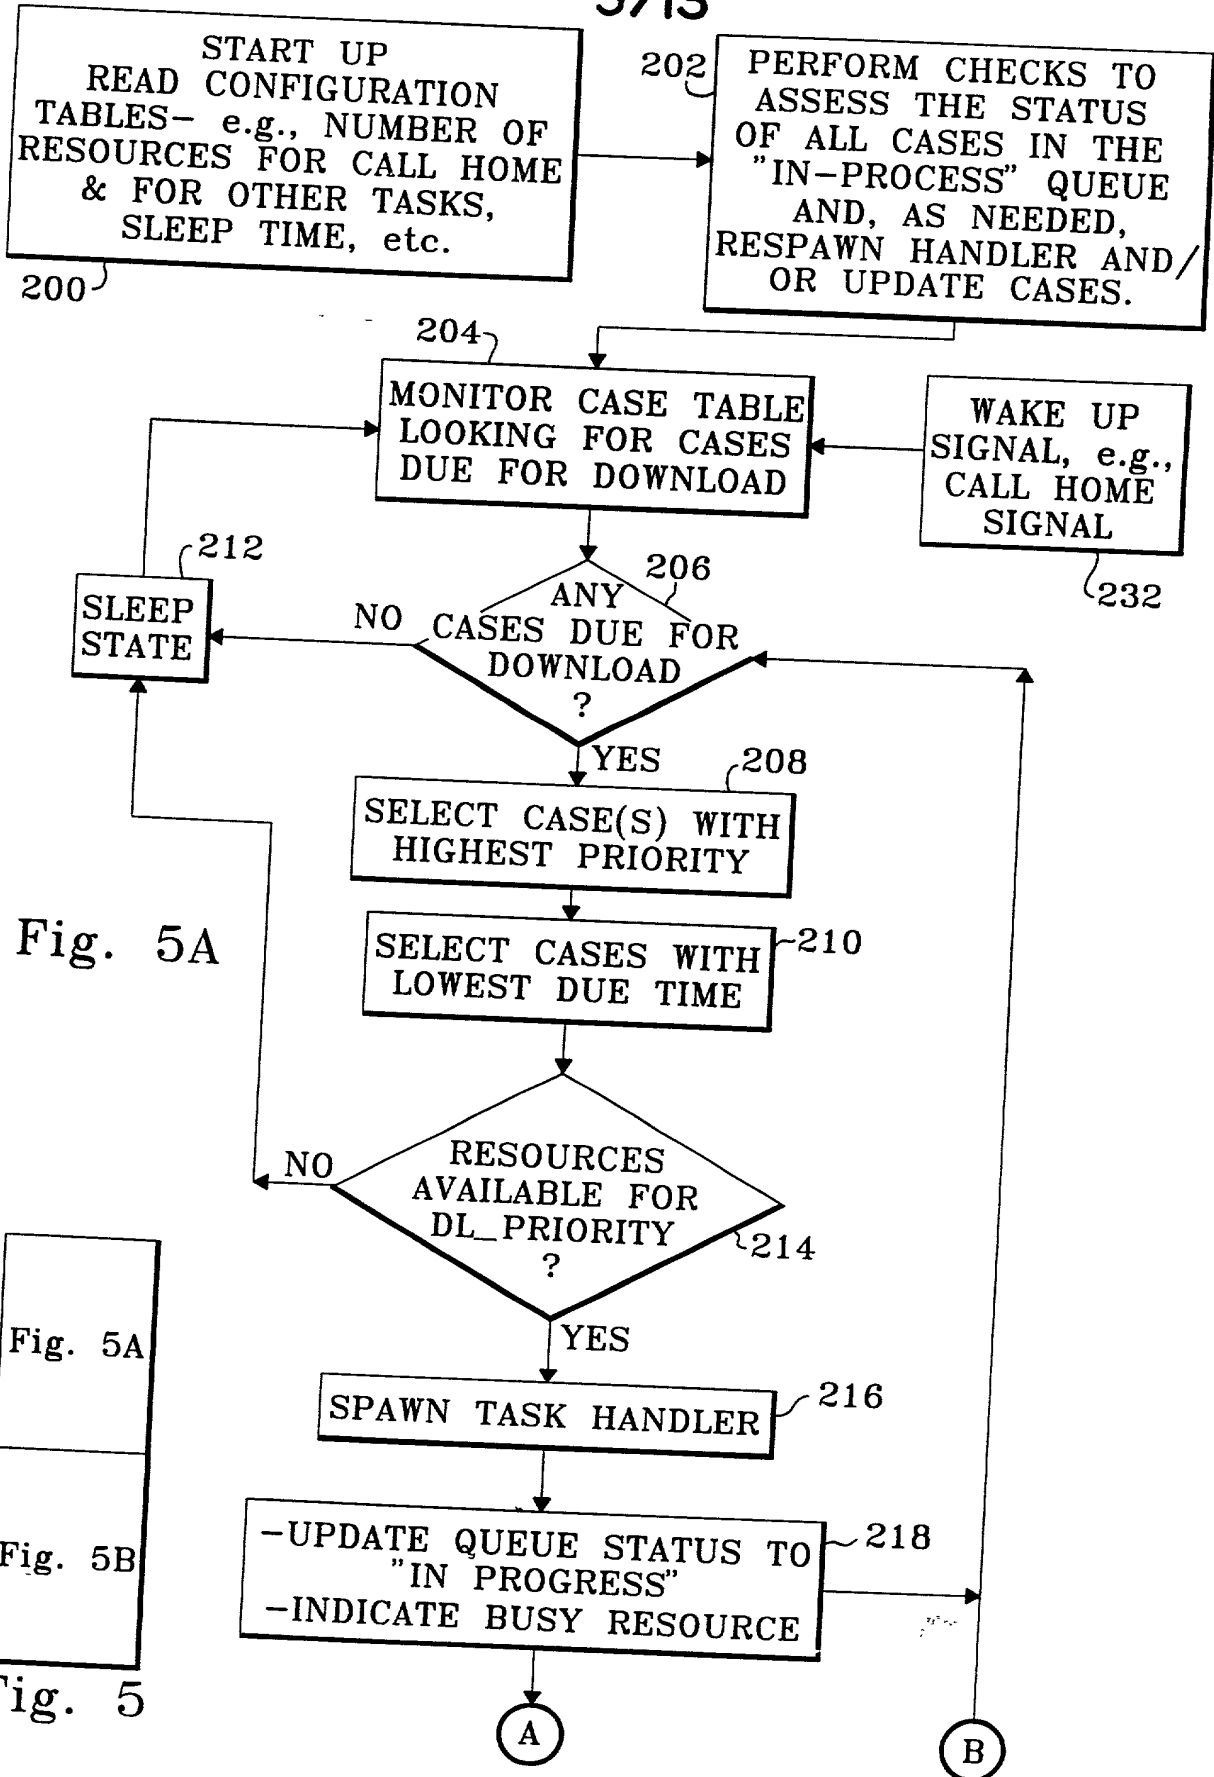 5/13
START UP
READ CONFIGURATION
TABLES- e.g., NUMBER OF
RESOURCES FOR CALL HOME
& FOR OTHER TASKS,
SLEEP TIME, etc.
200
202
PERFORM CHECKS TO
ASSESS THE STATUS
OF ALL CASES IN THE
"IN-PROCESS" QUEUE
AND, AS NEEDED,
RESPAWN HANDLER AND/
OR UPDATE CASES.
204
MONITOR CASE TABLE
LOOKING FOR CASES
DUE FOR DOWNLOAD
WAKE UP
SIGNAL, e.g.,
CALL HOME
SIGNAL
232
212
SLEEP
STATE
206
NO
ANY
CASES DUE FOR
DOWNLOAD
?
YES
208
SELECT CASE(S) WITH
HIGHEST PRIORITY
Fig. 5A
210
SELECT CASES WITH
LOWEST DUE TIME
NO
RESOURCES
AVAILABLE FOR
DL_PRIORITY
?
214
YES
Fig. 5A
216
SPAWN TASK HANDLER
218
-UPDATE QUEUE STATUS TO
"IN PROGRESS"
-INDICATE BUSY RESOURCE
Fig. 5B
Fig. 5
A
B